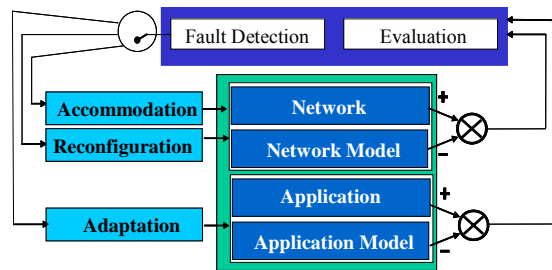 Fault Detection
Evaluation
Accommodation
Network
+
Reconfiguration
Network Model
−
Application
+
Adaptation
Application Model
−